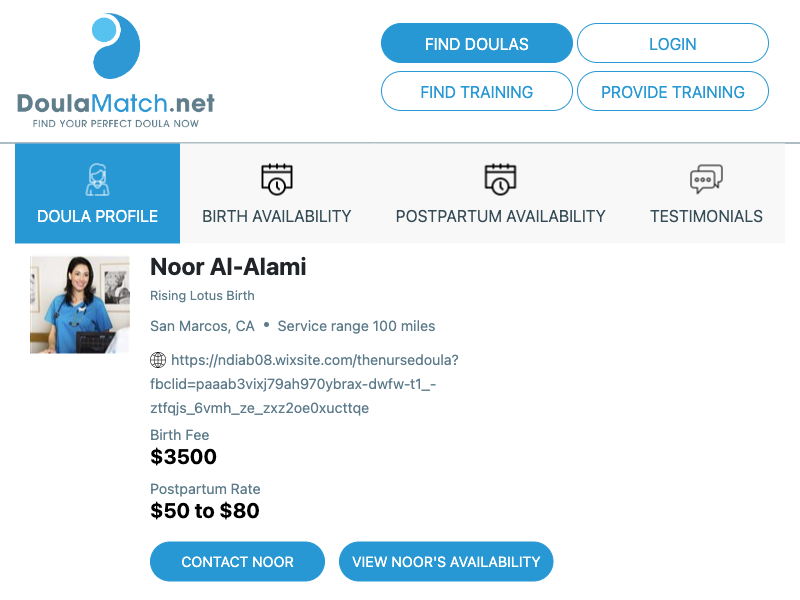 FIND DOULAS
LOGIN
FIND TRAINING
PROVIDE TRAINING
DoulaMatch.net
FIND YOUR PERFECT DOULA NOW
DOULA PROFILE
BIRTH AVAILABILITY
POSTPARTUM AVAILABILITY
TESTIMONIALS
Noor Al-Alami
Rising Lotus Birth
San Marcos, CA • Service range 100 miles
https://ndiab08.wixsite.com/thenursedoula?
fbclid=paaab3vixj79ah970ybrax-dwfw-t1_-
ztfqjs_6vmh_ze_zxz2oe0xucttqe
Birth Fee
$3500
Postpartum Rate
$50 to $80
CONTACT NOOR
VIEW NOOR'S AVAILABILITY